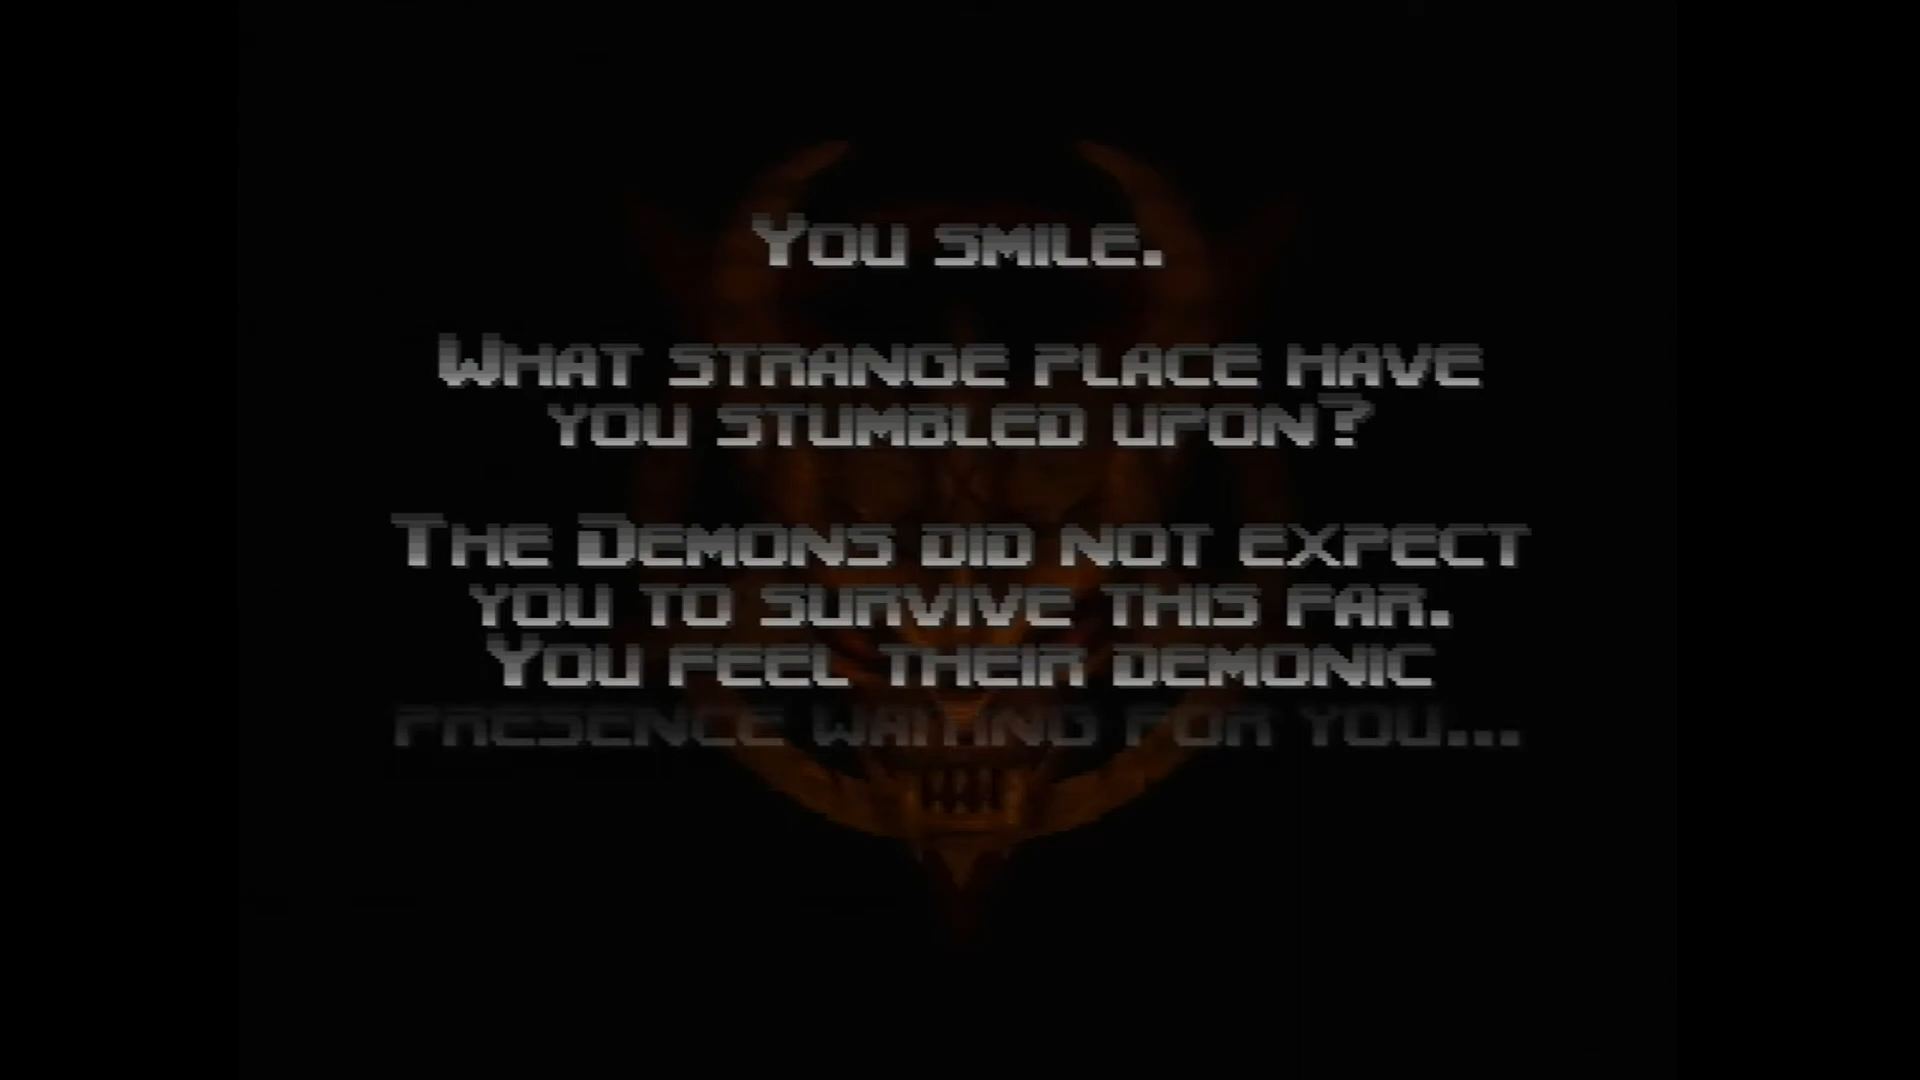 You smile.
What strange place have
you stumbled upon?
The Demons did not expect
you to survive this far.
You feel their demonic
presence waiting for you...